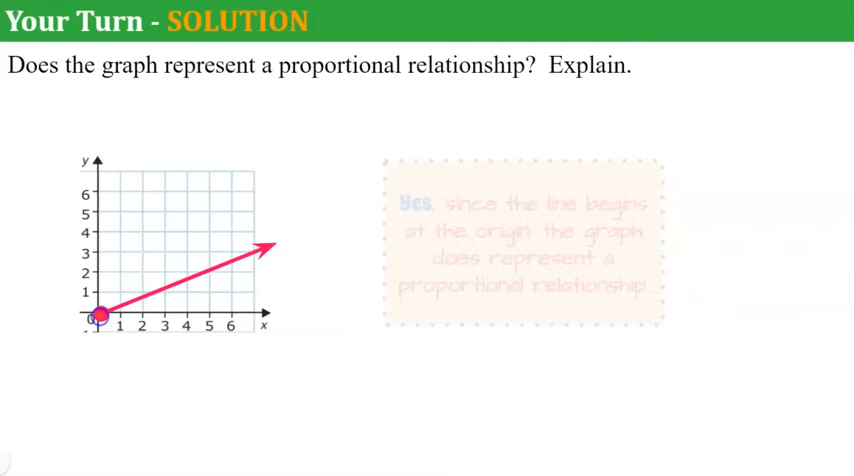 Your Turn - SOLUTION
Does the graph represent a proportional relationship? Explain.
y
6
5
4
3
2
1
0
1 2 3 4 5 6 x
Yes, since the line begins
at the origin the graph
does represent a
proportional relationship